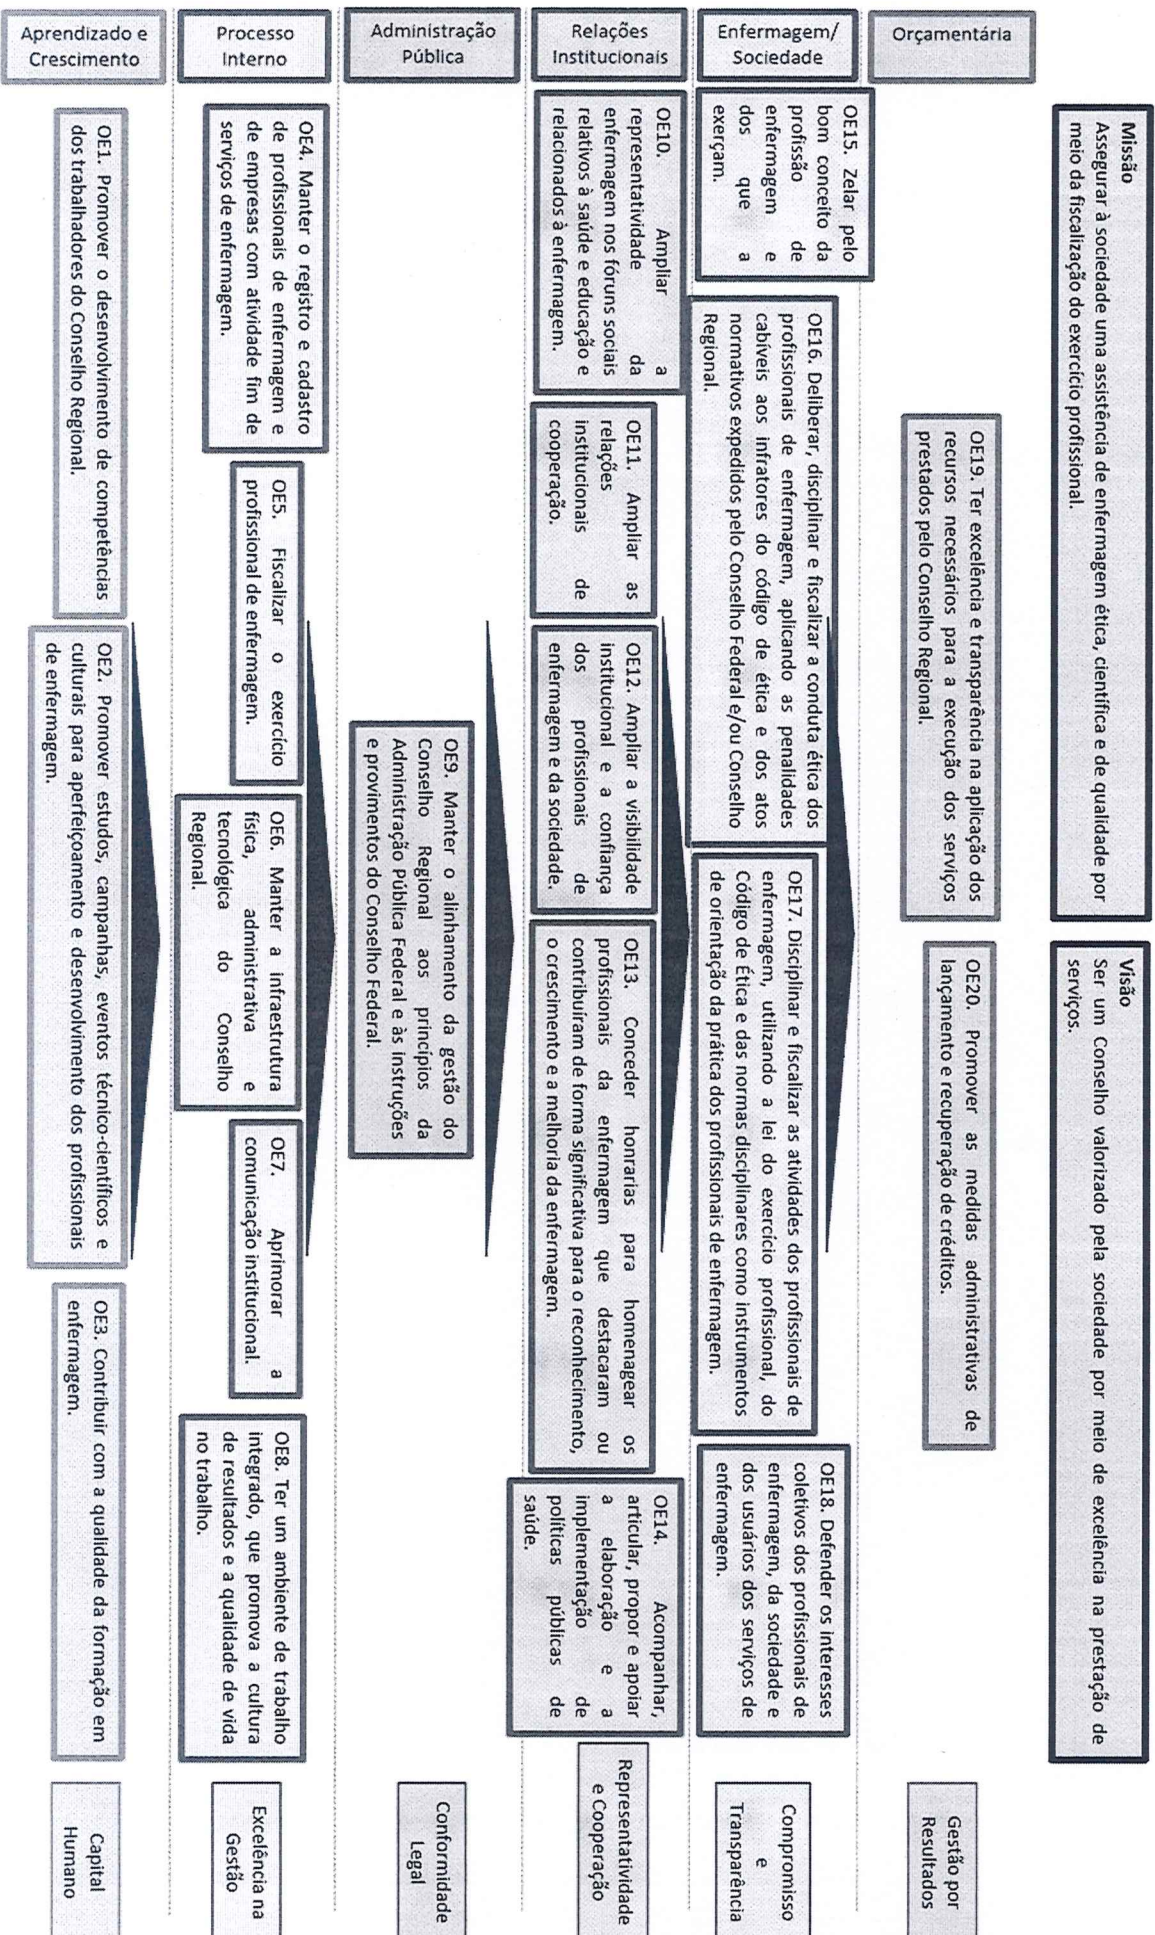 Missão
Assegurar à sociedade uma assistência de enfermagem ética, científica e de qualidade por
meio da fiscalização do exercício profissional.
Visão
Ser um Conselho valorizado pela sociedade por meio de excelência na prestação de
serviços.
Orçamentária
OE19. Ter excelência e transparência na aplicação dos
recursos necessários para a execução dos serviços
prestados pelo Conselho Regional.
OE20. Promover as medidas administrativas de
lançamento e recuperação de créditos.
Gestão por
Resultados
Enfermagem/
Sociedade
OE15. Zelar pelo
bom conceito da
profissão de
enfermagem e
dos que a
exerçam.
OE16. Deliberar, disciplinar e fiscalizar a conduta ética dos
profissionais de enfermagem, aplicando as penalidades
cabíveis aos infratores do código de ética e dos atos
normativos expedidos pelo Conselho Federal e/ou Conselho
Regional.
OE17. Disciplinar e fiscalizar as atividades dos profissionais de
enfermagem, utilizando a lei do exercício profissional, do
Código de Ética e das normas disciplinares como instrumentos
de orientação da prática dos profissionais de enfermagem.
OE18. Defender os interesses
coletivos dos profissionais de
enfermagem, da sociedade e
dos usuários dos serviços de
enfermagem.
Compromisso
e
Transparência
Relações
Institucionais
OE10. Ampliar a
representatividade da
enfermagem nos fóruns sociais
relativos à saúde e educação e
relacionados à enfermagem.
OE11. Ampliar as
relações
institucionais de
cooperação.
OE12. Ampliar a visibilidade
institucional e a confiança
dos profissionais de
enfermagem e da sociedade.
OE13. Conceder honrarias para homenagear os
profissionais da enfermagem que destacaram ou
contribuíram de forma significativa para o reconhecimento,
o crescimento e a melhoria da enfermagem.
OE14. Acompanhar,
articular, propor e apoiar
a elaboração e a
implementação de
políticas públicas de
saúde.
Representatividade
e Cooperação
Administração
Pública
OE9. Manter o alinhamento da gestão do
Conselho Regional aos princípios da
Administração Pública Federal e às instruções
e provimentos do Conselho Federal.
Conformidade
Legal
Processo
Interno
OE4. Manter o registro e cadastro
de profissionais de enfermagem e
de empresas com atividade fim de
serviços de enfermagem.
OE5. Fiscalizar o exercício
profissional de enfermagem.
OE6. Manter a infraestrutura
física, administrativa e
tecnológica do Conselho
Regional.
OE7. Aprimorar a
comunicação institucional.
OE8. Ter um ambiente de trabalho
integrado, que promova a cultura
de resultados e a qualidade de vida
no trabalho.
Excelência na
Gestão
Aprendizado e
Crescimento
OE1. Promover o desenvolvimento de competências
dos trabalhadores do Conselho Regional.
OE2. Promover estudos, campanhas, eventos técnico-científicos e
culturais para aperfeiçoamento e desenvolvimento dos profissionais
de enfermagem.
OE3. Contribuir com a qualidade da formação em
enfermagem.
Capital
Humano